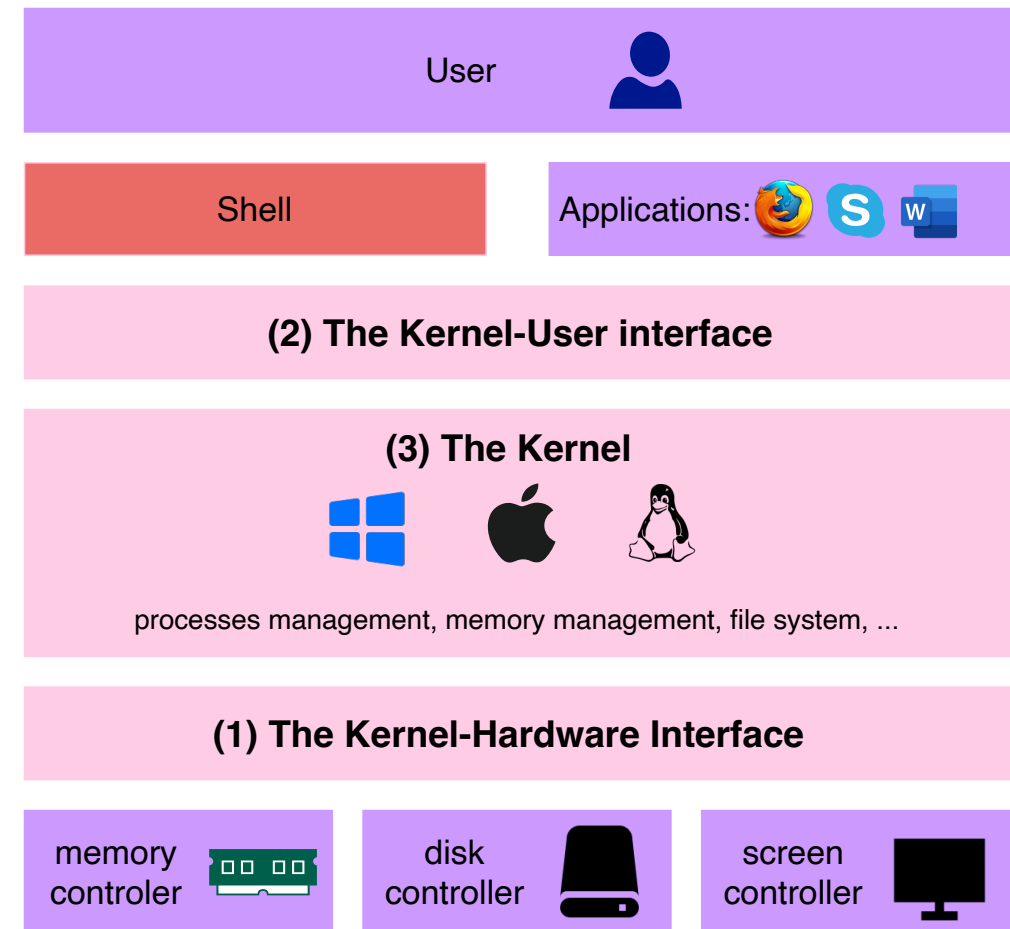 User
Shell
Applications:
S
W
(2) The Kernel-User interface
(3) The Kernel
processes management, memory management, file system, ...
(1) The Kernel-Hardware Interface
memory
controler
disk
controller
screen
controller